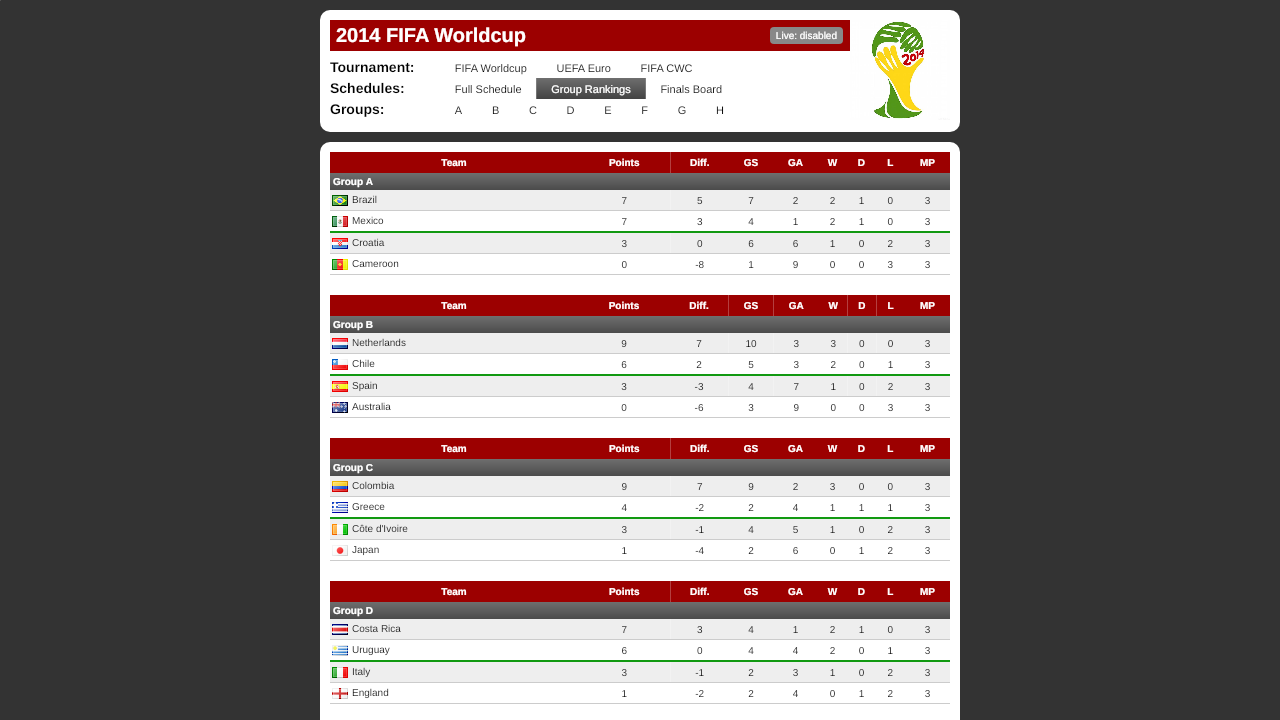 2014 FIFA Worldcup Live: disabled
2014
Tournament: FIFA Worldcup UEFA Euro FIFA CWC
Schedules: Full Schedule Group Rankings Finals Board
Groups: A B C D E F G H
Team Points Diff. GS GA W D L MP
Group A
Brazil 7 5 7 2 2 1 0 3
Mexico 7 3 4 1 2 1 0 3
Croatia 3 0 6 6 1 0 2 3
Cameroon 0 -8 1 9 0 0 3 3
Team Points Diff. GS GA W D L MP
Group B
Netherlands 9 7 10 3 3 0 0 3
Chile 6 2 5 3 2 0 1 3
Spain 3 -3 4 7 1 0 2 3
Australia 0 -6 3 9 0 0 3 3
Team Points Diff. GS GA W D L MP
Group C
Colombia 9 7 9 2 3 0 0 3
Greece 4 -2 2 4 1 1 1 3
Côte d'Ivoire 3 -1 4 5 1 0 2 3
Japan 1 -4 2 6 0 1 2 3
Team Points Diff. GS GA W D L MP
Group D
Costa Rica 7 3 4 1 2 1 0 3
Uruguay 6 0 4 4 2 0 1 3
Italy 3 -1 2 3 1 0 2 3
England 1 -2 2 4 0 1 2 3